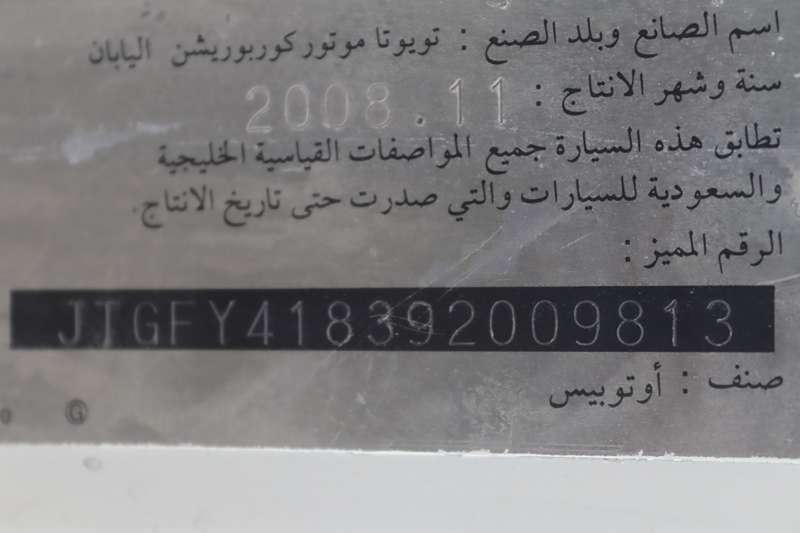 اسم الصانع وبلد الصنع : تويوتا موتور كوربوريشن اليابان
سنة وشهر الانتاج : 2008.11
تطابق هذه السيارة جميع المواصفات القياسية الخليجية
والسعودية للسيارات والتي صدرت حتى تاريخ الانتاج.
الرقم المميز :
JTGFY418392009813
صنف : أوتوبيس
G